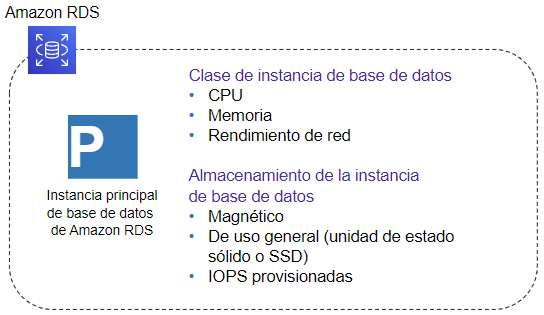 Amazon RDS
Clase de instancia de base de datos
• CPU
• Memoria
• Rendimiento de red
P
Instancia principal
de base de datos
de Amazon RDS
Almacenamiento de la instancia
de base de datos
• Magnético
• De uso general (unidad de estado
sólido o SSD)
• IOPS provisionadas